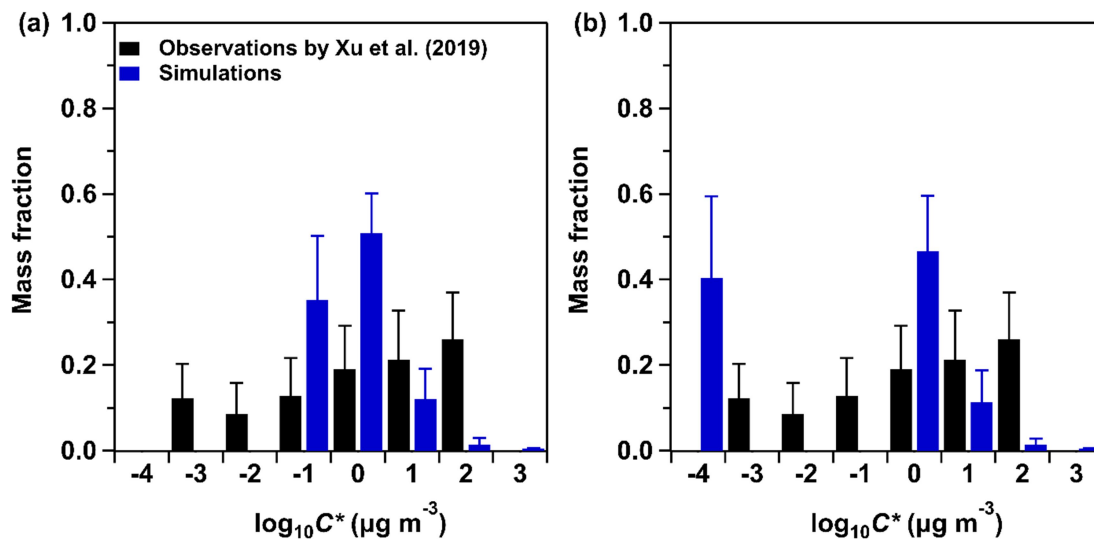 (a)
Observations by Xu et al. (2019)
Simulations
Mass fraction
1.0
0.8
0.6
0.4
0.2
0.0
-4 -3 -2 -1 0 1 2 3
log₁₀C* (µg m⁻³)
(b)
Mass fraction
1.0
0.8
0.6
0.4
0.2
0.0
-4 -3 -2 -1 0 1 2 3
log₁₀C* (µg m⁻³)